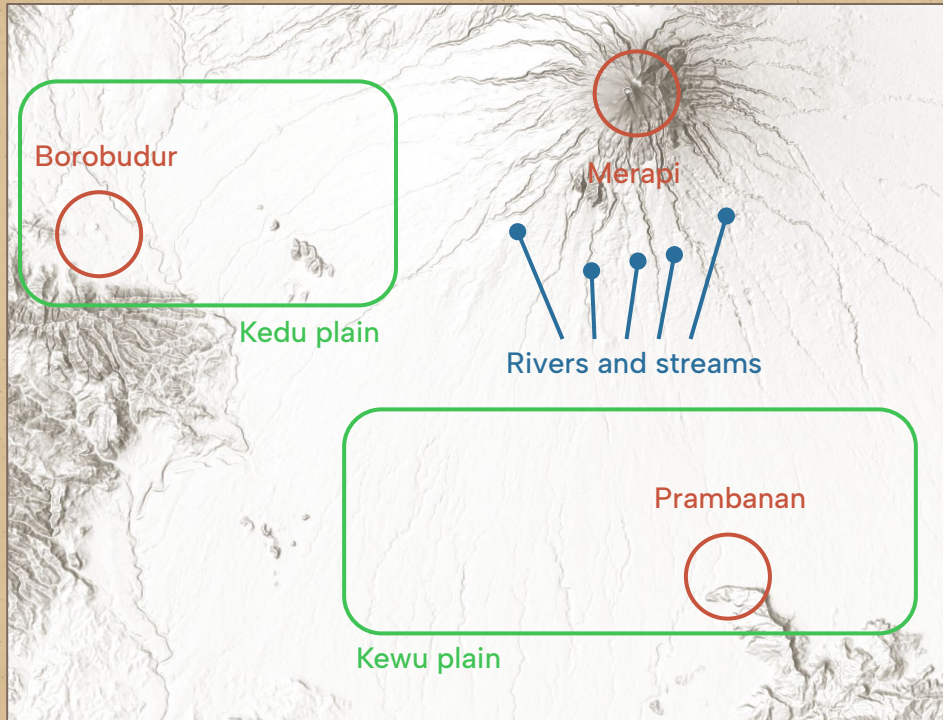 Borobudur
Merapi
Kedu plain
Rivers and streams
Prambanan
Kewu plain